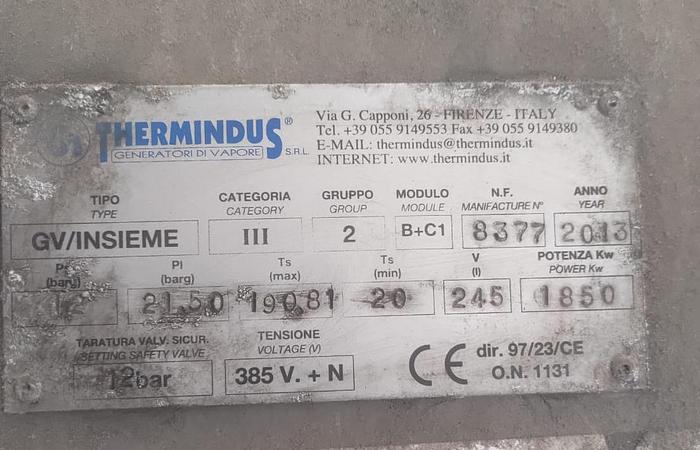 THERMINDUS® S.R.L.
GENERATORI DI VAPORE
Via G. Capponi, 26 - FIRENZE - ITALY
Tel. +39 055 9149553 Fax +39 055 9149380
E-MAIL: thermindus@thermindus.it
INTERNET: www.thermindus.it
TIPO CATEGORIA GRUPPO MODULO N.F. ANNO
TYPE CATEGORY GROUP MODULE MANIFACTURE N° YEAR
GV/INSIEME III 2 B+C1 8377 2013
PI Ts Ts V POTENZA Kw
(barg) (barg) (max) (min) (l) POWER Kw
12 21.50 190,81 20 245 1850
TARATURA VALV. SICUR. TENSIONE
SETTING SAFETY VALVE VOLTAGE (V)
12bar 385 V. + N
CE dir. 97/23/CE
O.N. 1131